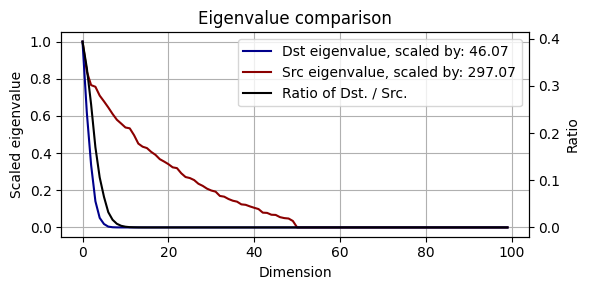 Eigenvalue comparison
Scaled eigenvalue
1.0
0.8
0.6
0.4
0.2
0.0
Dst eigenvalue, scaled by: 46.07
Src eigenvalue, scaled by: 297.07
Ratio of Dst. / Src.
0.4
0.3
0.2
0.1
0.0
Ratio
0 20 40 60 80 100
Dimension